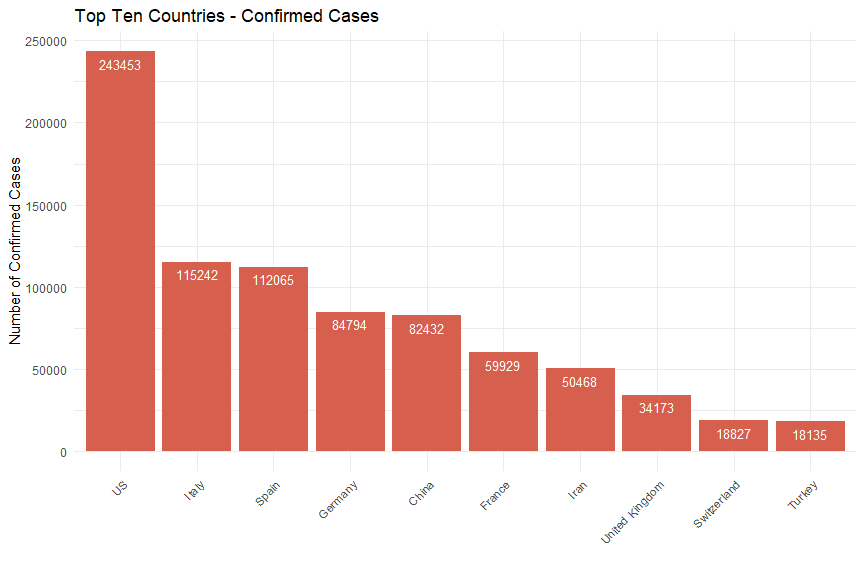 Top Ten Countries - Confirmed Cases
Number of Confirmed Cases
250000
200000
150000
100000
50000
0
243453
115242
112065
84794
82432
59929
50468
34173
18827
18135
US
Italy
Spain
Germany
China
France
Iran
United Kingdom
Switzerland
Turkey